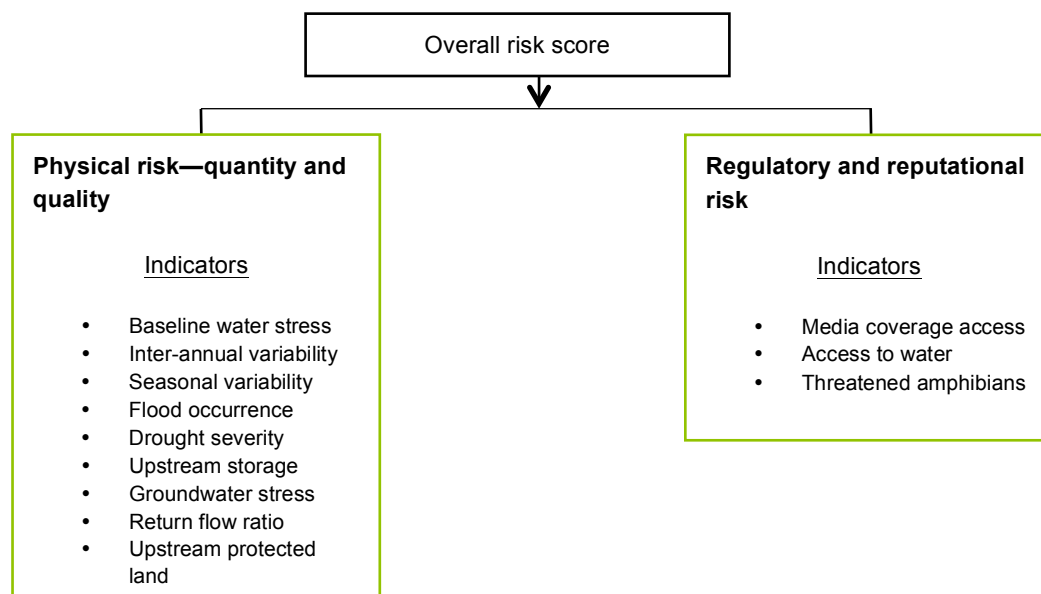 Overall risk score
Physical risk—quantity and
quality
Indicators
• Baseline water stress
• Inter-annual variability
• Seasonal variability
• Flood occurrence
• Drought severity
• Upstream storage
• Groundwater stress
• Return flow ratio
• Upstream protected
land
Regulatory and reputational
risk
Indicators
• Media coverage access
• Access to water
• Threatened amphibians